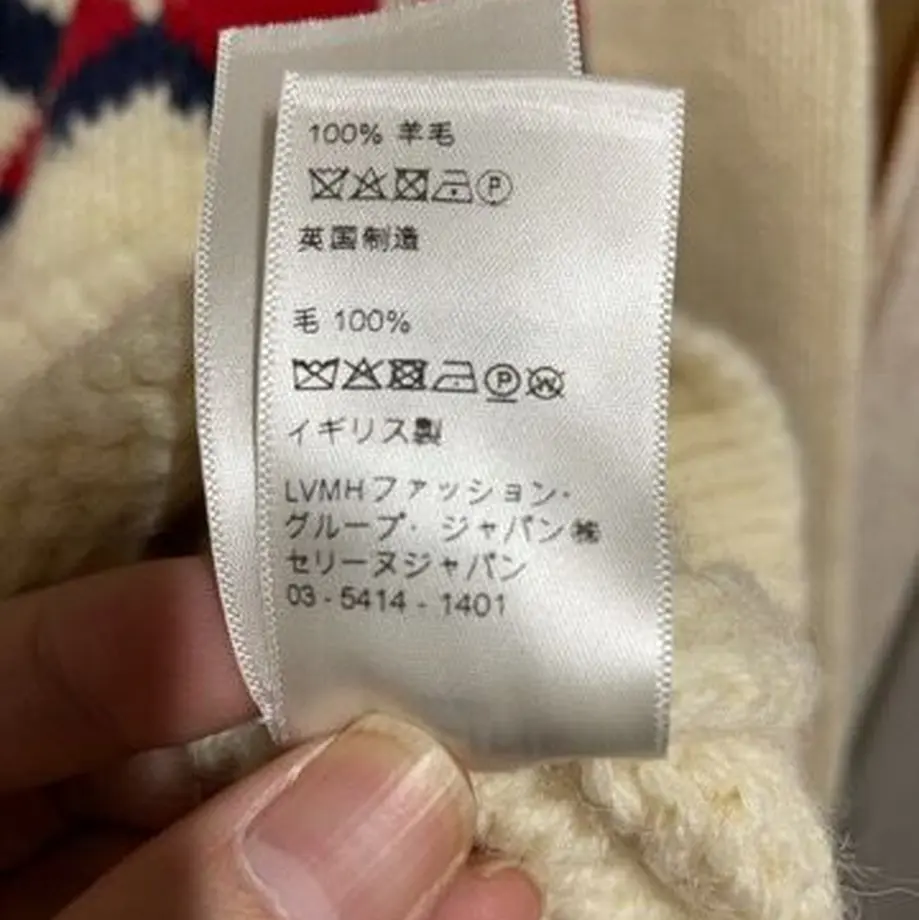 100% 羊毛
P
英国制造
毛 100%
P W
イギリス製
LVMHファッション・
グループ・ジャパン㈱
セリーヌジャパン
03 - 5414 - 1401